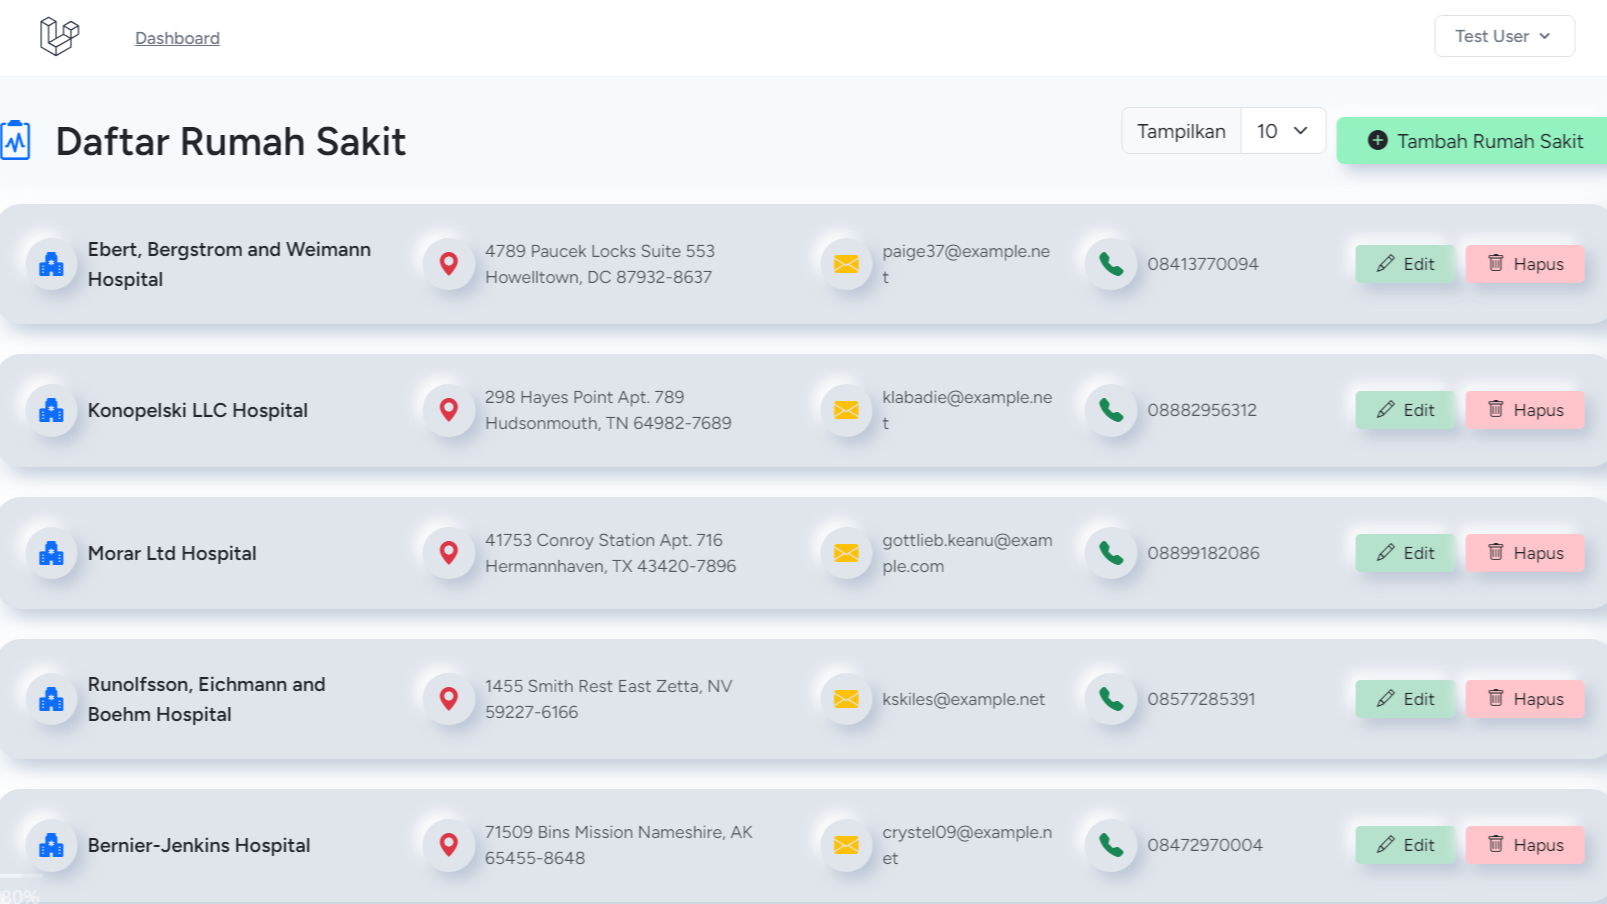 Dashboard
Test User
Daftar Rumah Sakit
Tampilkan 10
Tambah Rumah Sakit
Ebert, Bergstrom and Weimann
Hospital
4789 Paucek Locks Suite 553
Howelltown, DC 87932-8637
paige37@example.ne
t
08413770094
Edit
Hapus
Konopelski LLC Hospital
298 Hayes Point Apt. 789
Hudsonmouth, TN 64982-7689
klabadie@example.ne
t
08882956312
Edit
Hapus
Morar Ltd Hospital
41753 Conroy Station Apt. 716
Hermannhaven, TX 43420-7896
gottlieb.keanu@exam
ple.com
08899182086
Edit
Hapus
Runolfsson, Eichmann and
Boehm Hospital
1455 Smith Rest East Zetta, NV
59227-6166
kskiles@example.net
08577285391
Edit
Hapus
Bernier-Jenkins Hospital
71509 Bins Mission Nameshire, AK
65455-8648
crystel09@example.n
et
08472970004
Edit
Hapus
80%